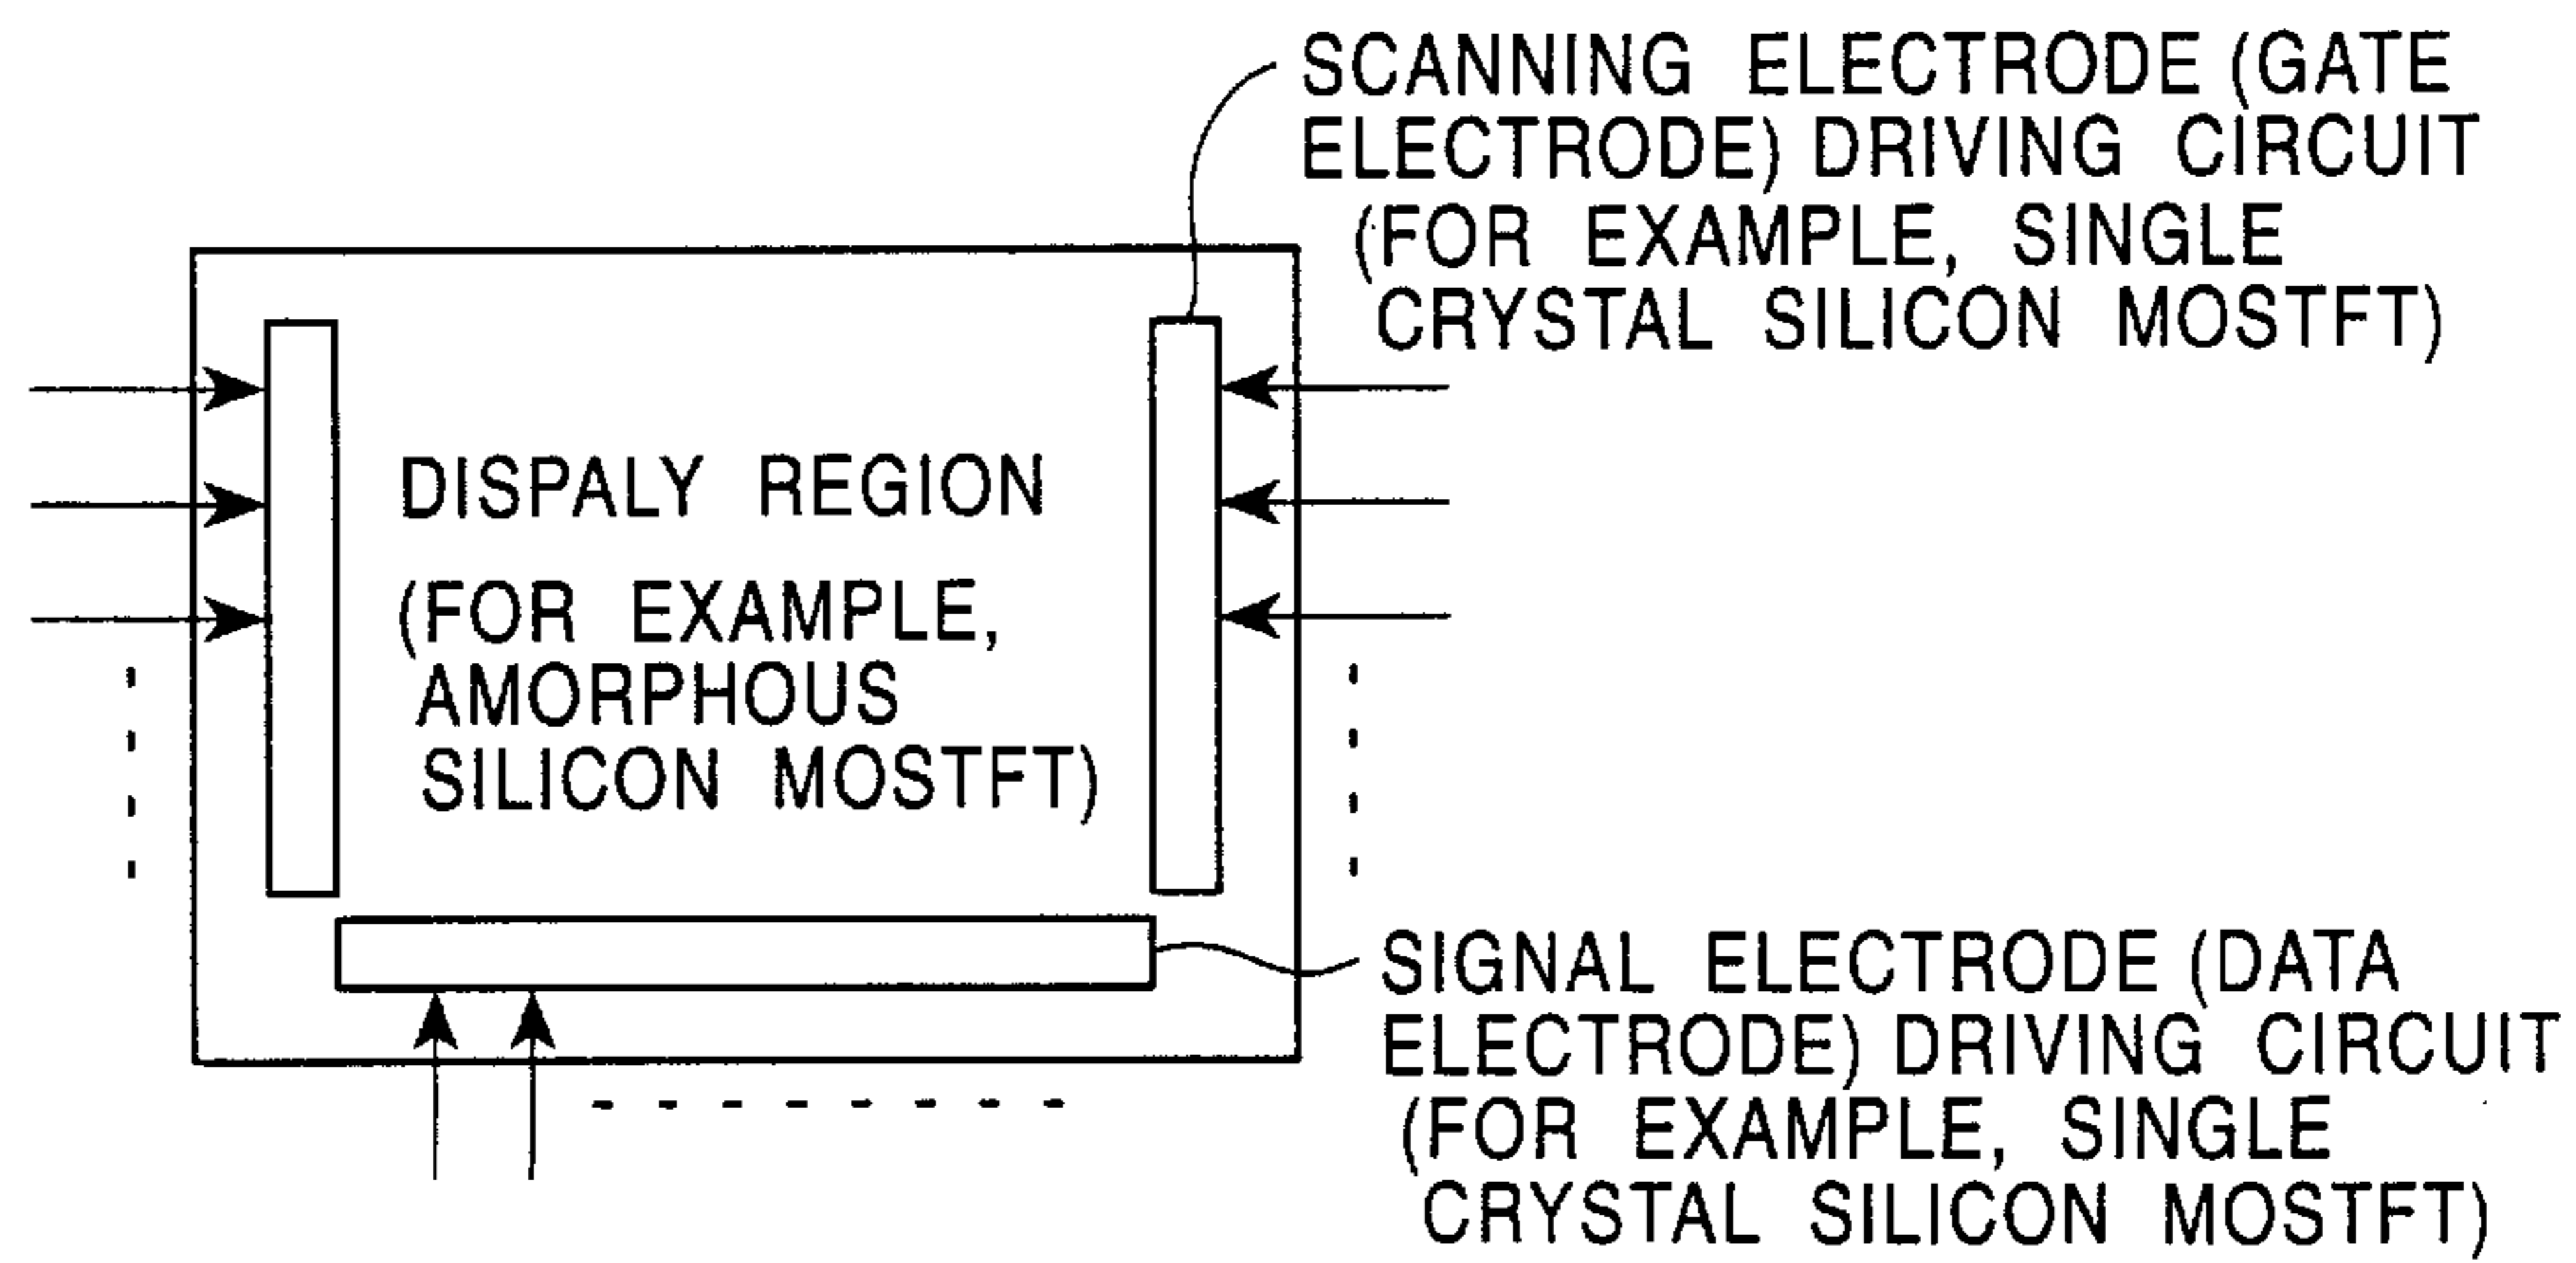 SCANNING ELECTRODE (GATE
ELECTRODE) DRIVING CIRCUIT
(FOR EXAMPLE, SINGLE
CRYSTAL SILICON MOSTFT)
DISPALY REGION
(FOR EXAMPLE,
AMORPHOUS
SILICON MOSTFT)
SIGNAL ELECTRODE (DATA
ELECTRODE) DRIVING CIRCUIT
(FOR EXAMPLE, SINGLE
CRYSTAL SILICON MOSTFT)